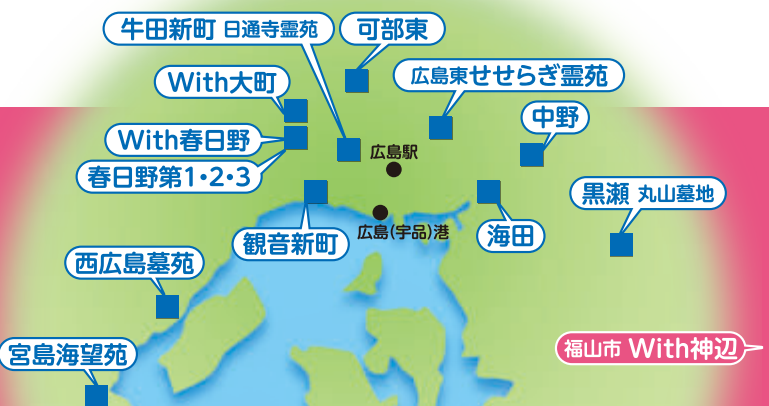 牛田新町 日通寺霊苑
可部東
With大町
広島東せせらぎ霊苑
With春日野
中野
春日野第1・2・3
広島駅
黒瀬 丸山墓地
観音新町
広島(宇品)港
海田
西広島墓苑
宮島海望苑
福山市 With神辺